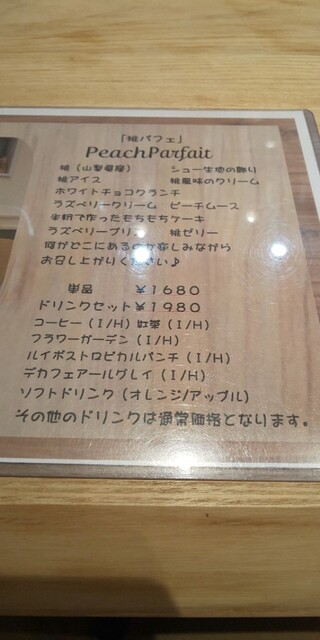 「桃パフェ」
PeachParfait
桃（山梨県産） シュー生地の飾り
桃アイス 桃風味のクリーム
ホワイトチョコクランチ
ラズベリークリーム ピーチムース
米粉で作ったもちもちケーキ
ラズベリーブリゼ 桃ゼリー
何がどこにあるのか楽しみながら
お召し上がりください♪
単品 ￥1680
ドリンクセット￥1980
コーヒー（I/H）紅茶（I/H）
フラワーガーデン（I/H）
ルイボストロピカルパンチ（I/H）
デカフェアールグレイ（I/H）
ソフトドリンク（オレンジ/アップル）
その他のドリンクは通常価格となります。